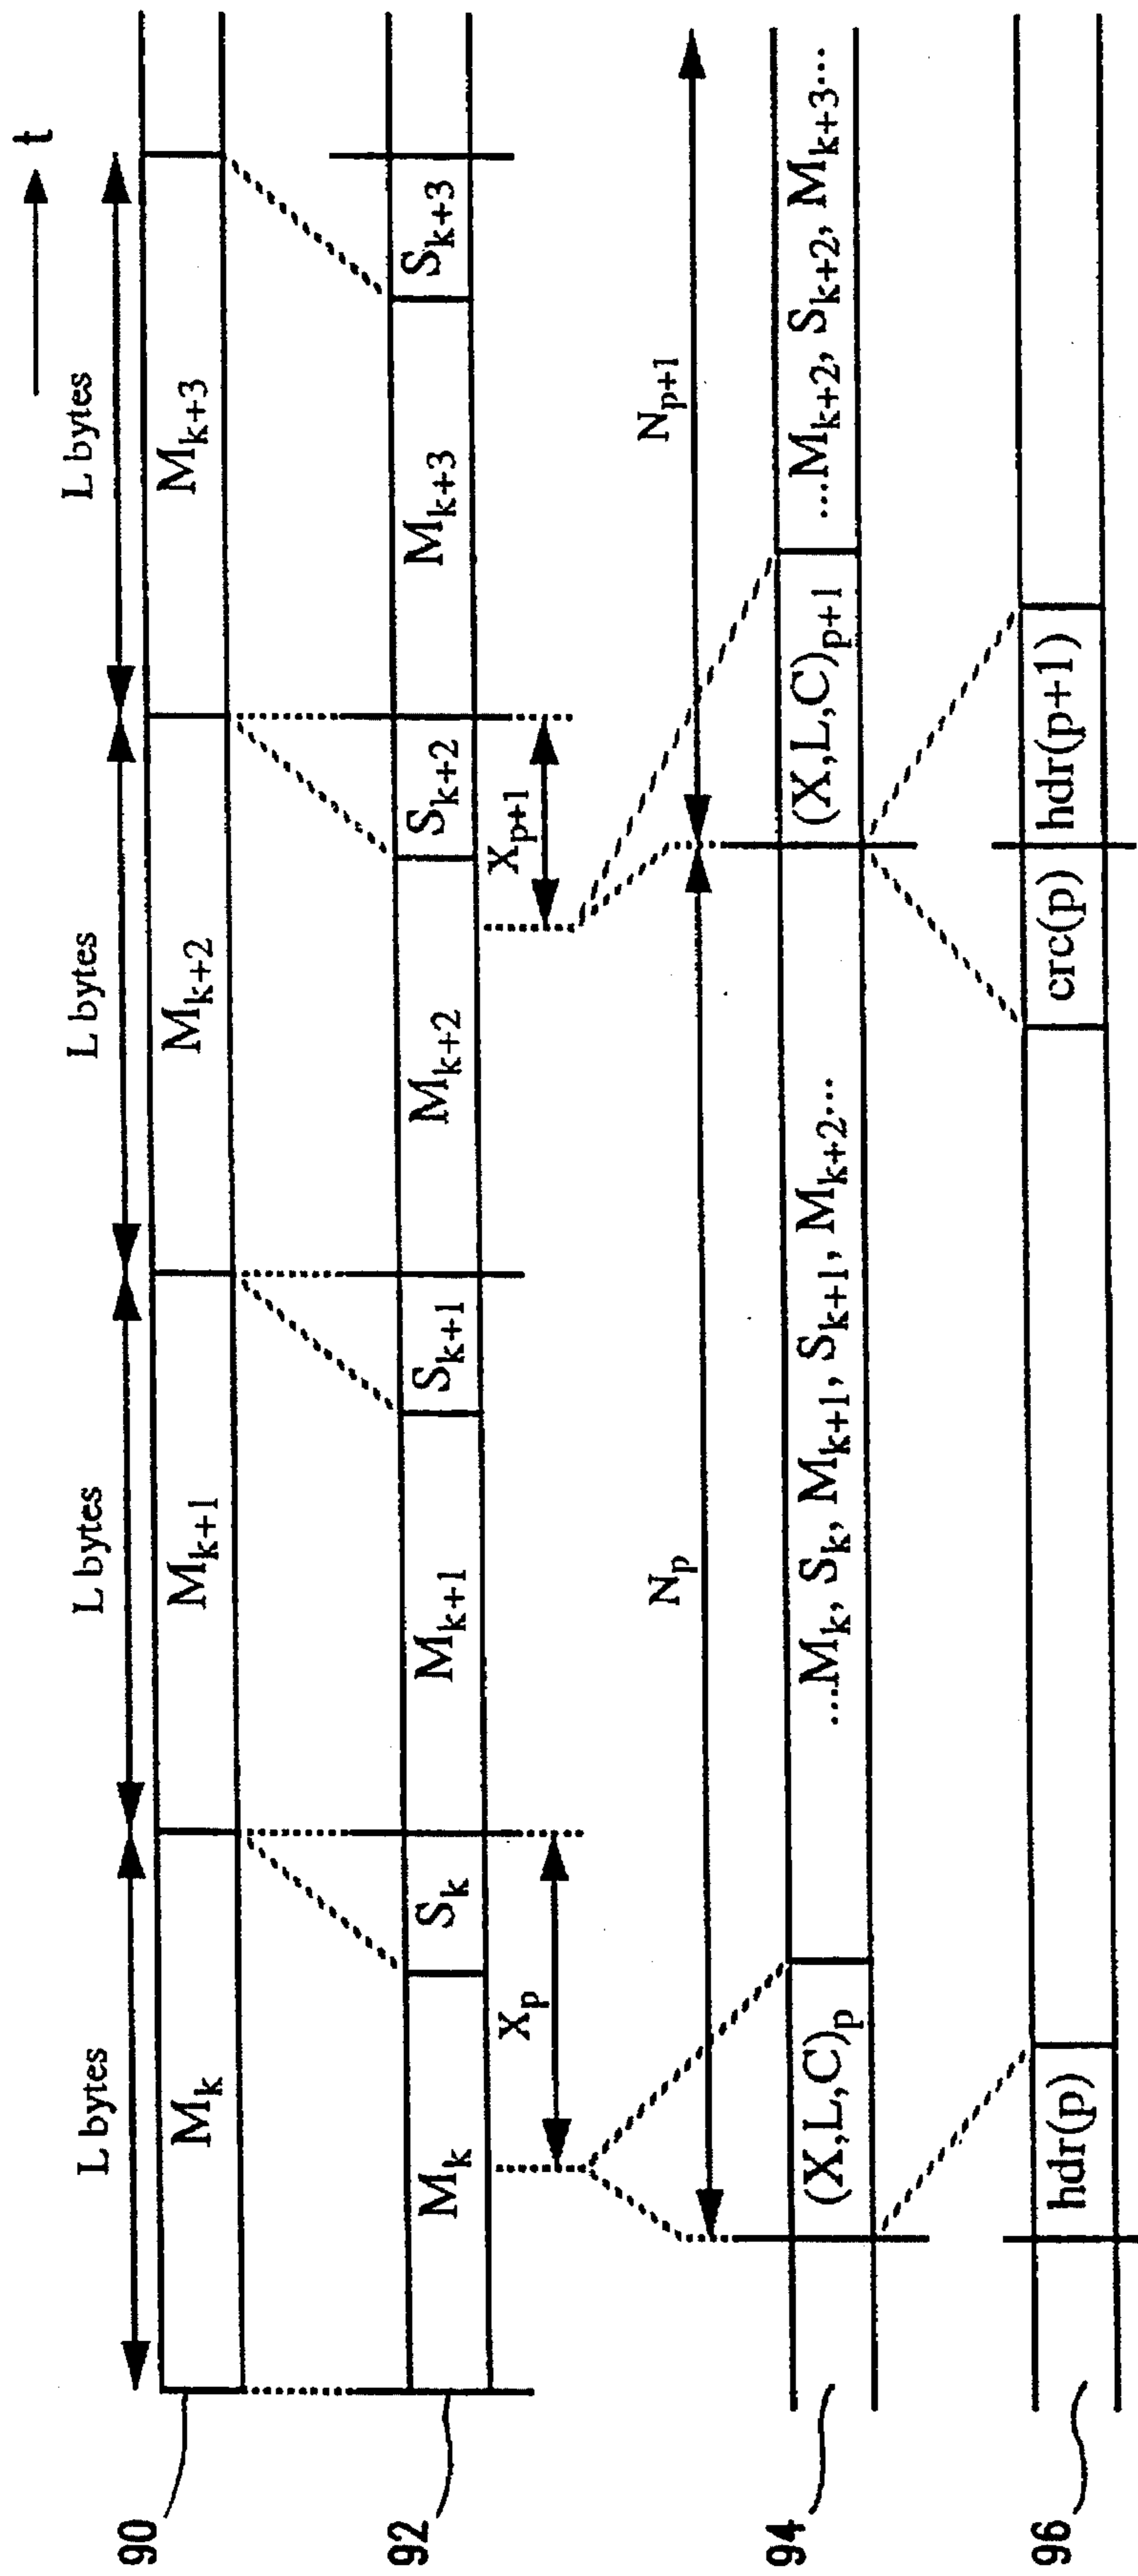 t
L bytes L bytes L bytes L bytes
90 M_k M_{k+1} M_{k+2} M_{k+3}
92 M_k S_k M_{k+1} S_{k+1} M_{k+2} S_{k+2} M_{k+3} S_{k+3}
X_p X_{p+1}
N_p N_{p+1}
94 (X,L,C)_p ....M_k, S_k, M_{k+1}, S_{k+1}, M_{k+2}... (X,L,C)_{p+1} ....M_{k+2}, S_{k+2}, M_{k+3}...
96 hdr(p) crc(p) hdr(p+1)